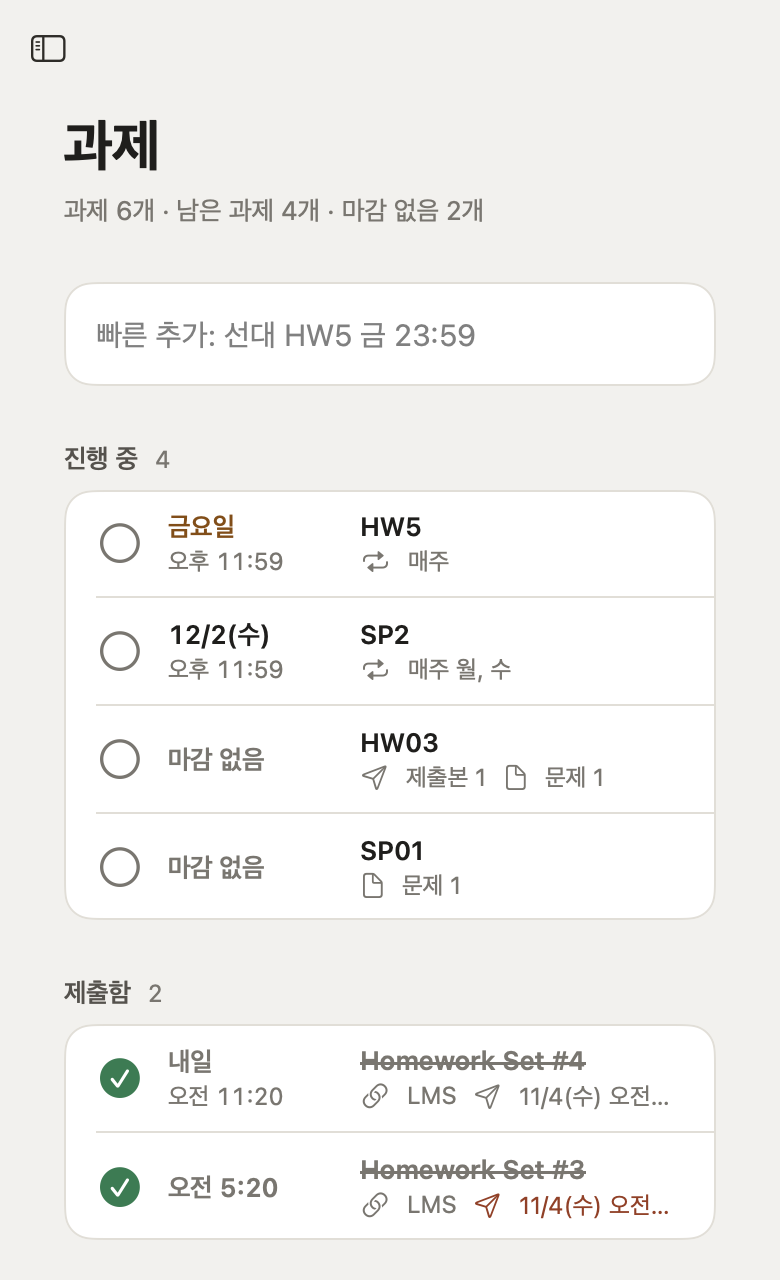 과제
과제 6개 · 남은 과제 4개 · 마감 없음 2개
빠른 추가: 선대 HW5 금 23:59
진행 중 4
금요일 HW5
오후 11:59 매주
12/2(수) SP2
오후 11:59 매주 월, 수
마감 없음 HW03
제출본 1 문제 1
마감 없음 SP01
문제 1
제출함 2
내일 Homework Set #4
오전 11:20 LMS 11/4(수) 오전...
오전 5:20 Homework Set #3
LMS 11/4(수) 오전...